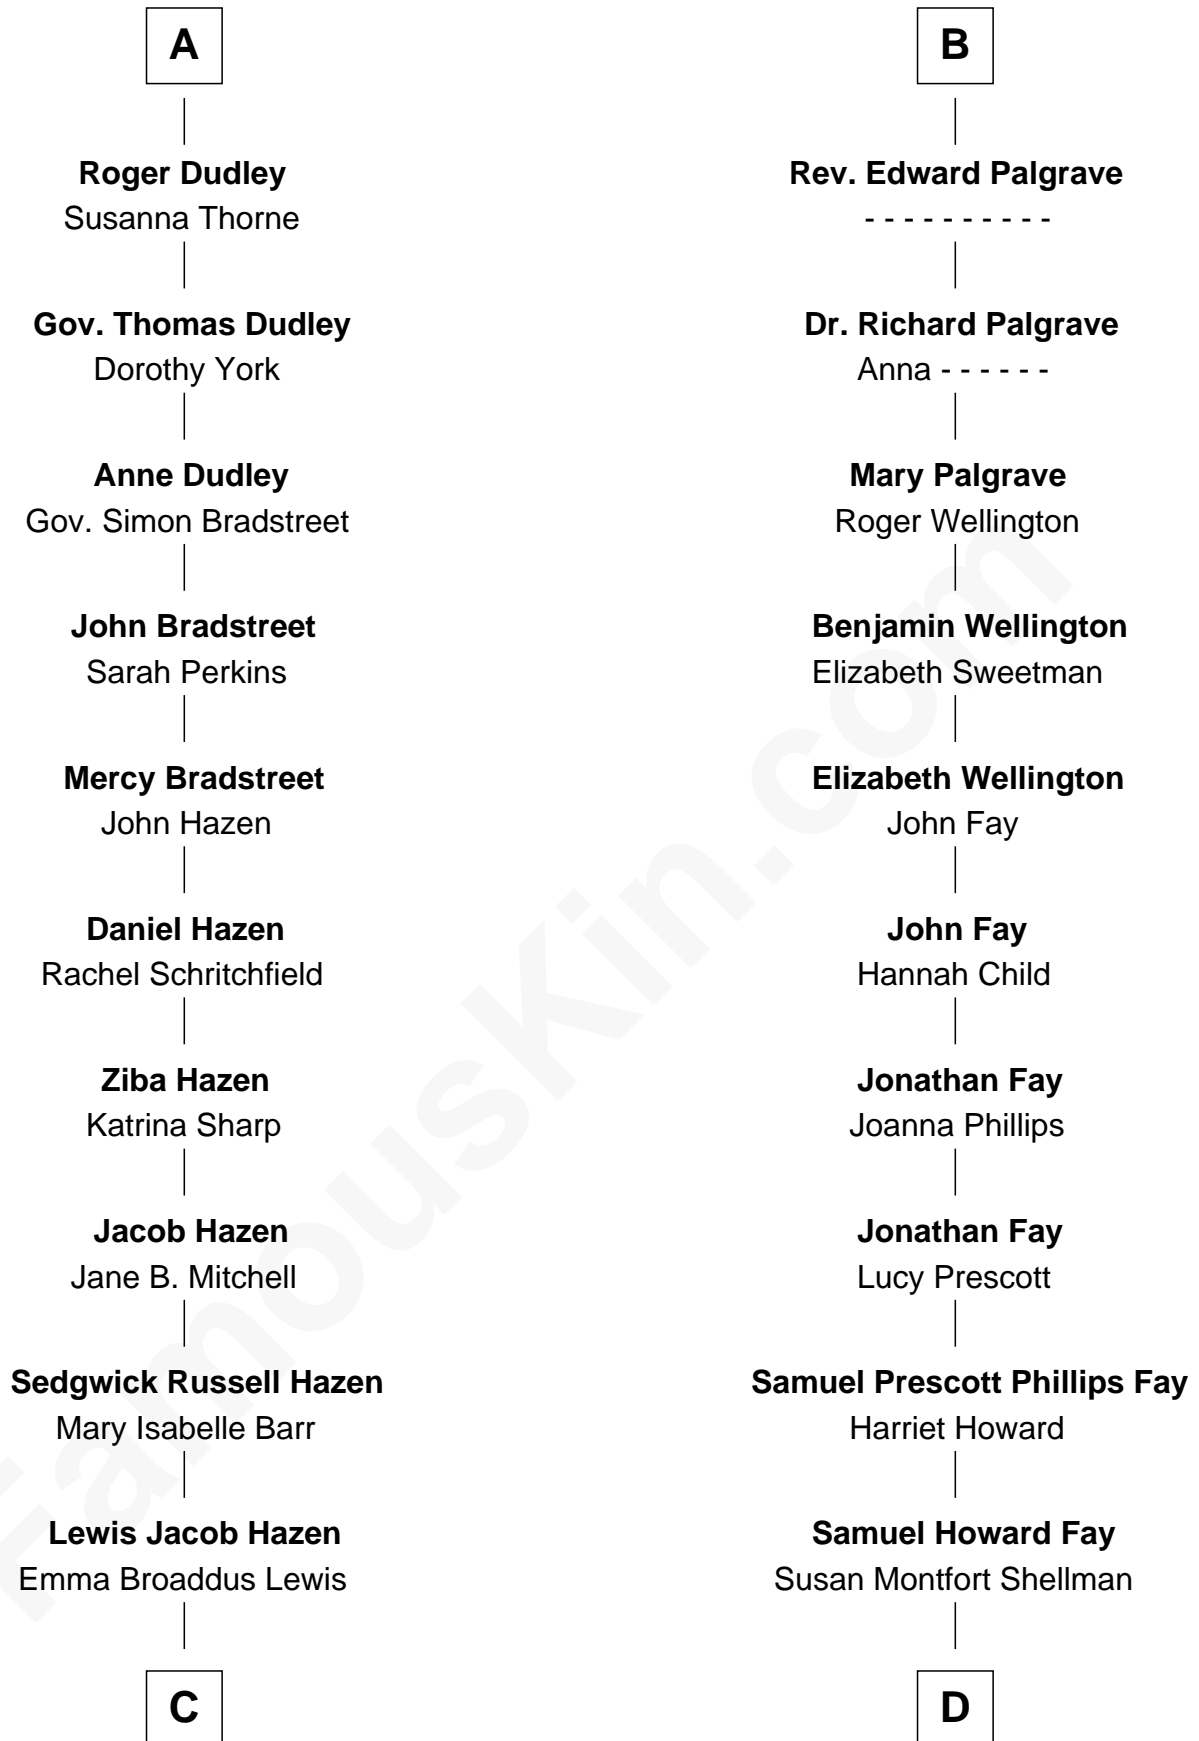 A
Roger Dudley
Susanna Thorne
Gov. Thomas Dudley
Dorothy York
Anne Dudley
Gov. Simon Bradstreet
John Bradstreet
Sarah Perkins
Mercy Bradstreet
John Hazen
Daniel Hazen
Rachel Schritchfield
Ziba Hazen
Katrina Sharp
Jacob Hazen
Jane B. Mitchell
Sedgwick Russell Hazen
Mary Isabelle Barr
Lewis Jacob Hazen
Emma Broaddus Lewis
C
B
Rev. Edward Palgrave
- - - - - - - - - -
Dr. Richard Palgrave
Anna - - - - - -
Mary Palgrave
Roger Wellington
Benjamin Wellington
Elizabeth Sweetman
Elizabeth Wellington
John Fay
John Fay
Hannah Child
Jonathan Fay
Joanna Phillips
Jonathan Fay
Lucy Prescott
Samuel Prescott Phillips Fay
Harriet Howard
Samuel Howard Fay
Susan Montfort Shellman
D
FamousKin.com